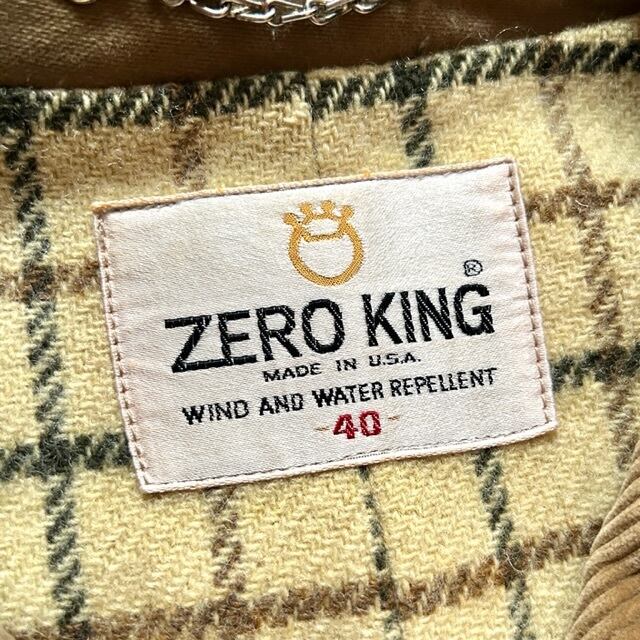 ®
ZERO KING
MADE IN U.S.A.
WIND AND WATER REPELLENT
-40-